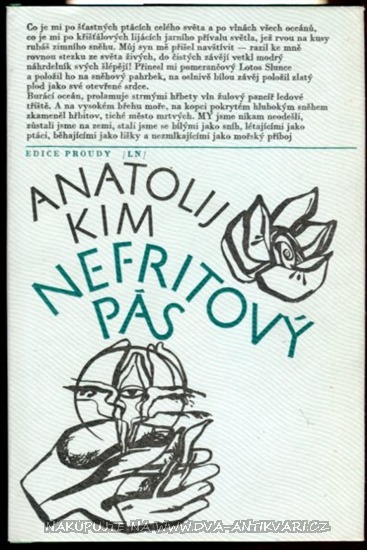 Co je mi po šťastných ptácích celého světa a po vlnách všech oceánů,
co je mi po křišťálových lijácích jarního přívalu světla, jež rvou na kusy
rubáš zimního sněhu. Můj syn mě přišel navštívit — razil ke mně
rovnou stezku ze světa živých, do čistých závějí vetkl modrý
náhrdelník svých šlépějí! Přinesl mi pomerančový Lotos Slunce
a položil ho na sněhový pahrbek, na oslnivě bílou závěj položil zlatý
plod jako své otevřené srdce.
Burácí oceán, prolamuje strmými hřbety vln žulový pancíř ledové
tříště. A na vysokém břehu moře, na kopci pokrytém hlubokým sněhem
zkameněl hřbitov, tiché město mrtvých. MY jsme nikam neodešli,
zůstali jsme na zemi, stali jsme se bílými jako sníh, létajícími jako
ptáci, běhajícími jako lišky a nezmlkajícími jako mořský příboj
EDICE PROUDY /LN/
ANATOLIJ
KIM
NEFRITOVÝ
PÁS
NAKUPUJTE NA WWW.DVA-ANTIKVARI.CZ